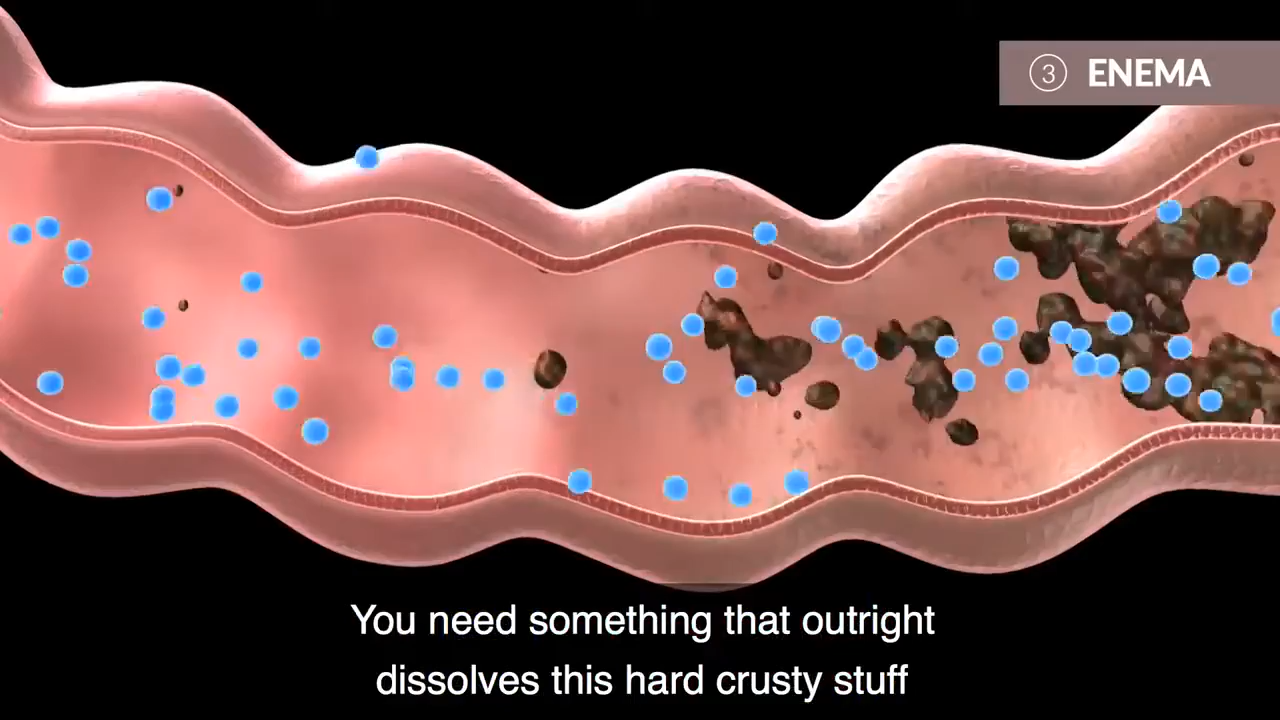 ③ ENEMA
You need something that outright
dissolves this hard crusty stuff